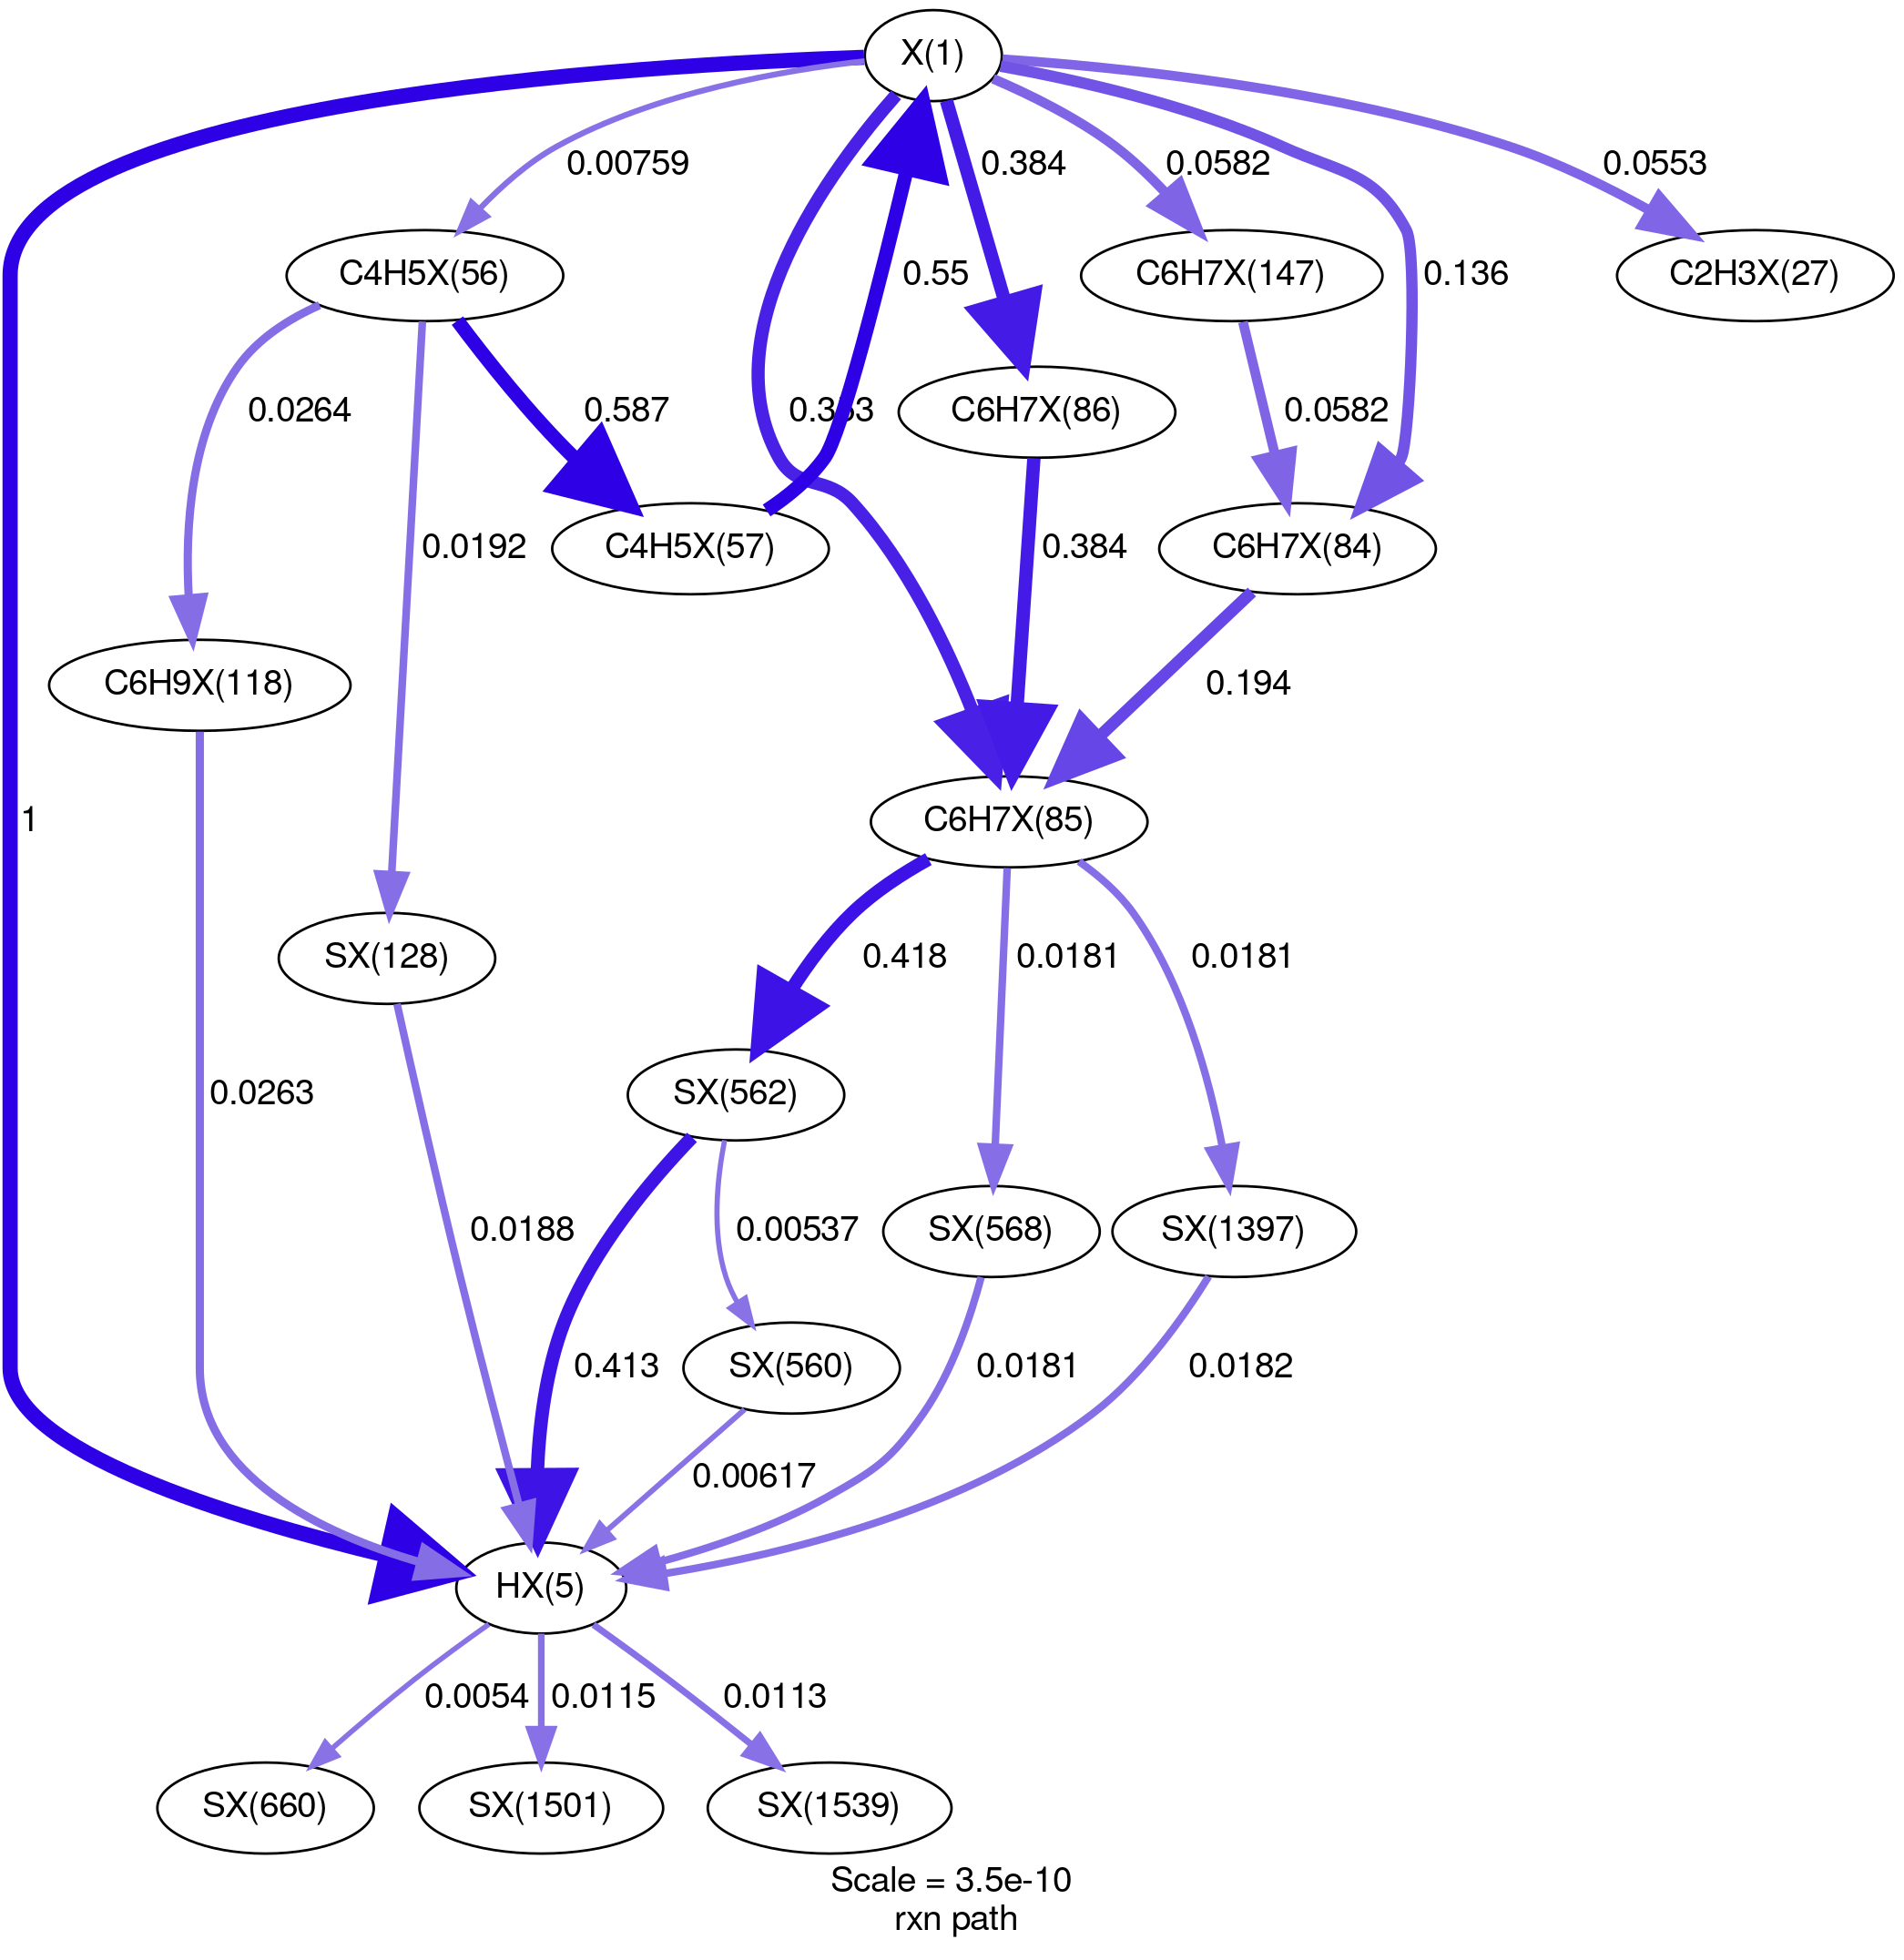 X(1)
0.00759
0.384
0.0582
0.0553
C4H5X(56)
0.55
C6H7X(147)
0.136
C2H3X(27)
0.0264
0.587
C6H7X(86)
0.0582
0.0192
C4H5X(57)
0.384
C6H7X(84)
C6H9X(118)
0.194
1
C6H7X(85)
SX(128)
0.418
0.0181
0.0181
0.0263
SX(562)
0.0188
0.00537
SX(568)
SX(1397)
0.413
SX(560)
0.0181
0.0182
0.00617
HX(5)
0.0054
0.0115
0.0113
SX(660)
SX(1501)
SX(1539)
Scale = 3.5e-10
rxn path